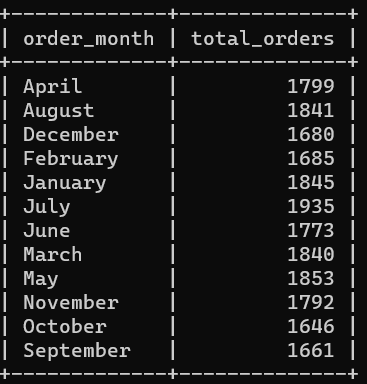 +-------------+--------------+
| order_month | total_orders |
+-------------+--------------+
| April       |         1799 |
| August      |         1841 |
| December    |         1680 |
| February    |         1685 |
| January     |         1845 |
| July        |         1935 |
| June        |         1773 |
| March       |         1840 |
| May         |         1853 |
| November    |         1792 |
| October     |         1646 |
| September   |         1661 |
+-------------+--------------+